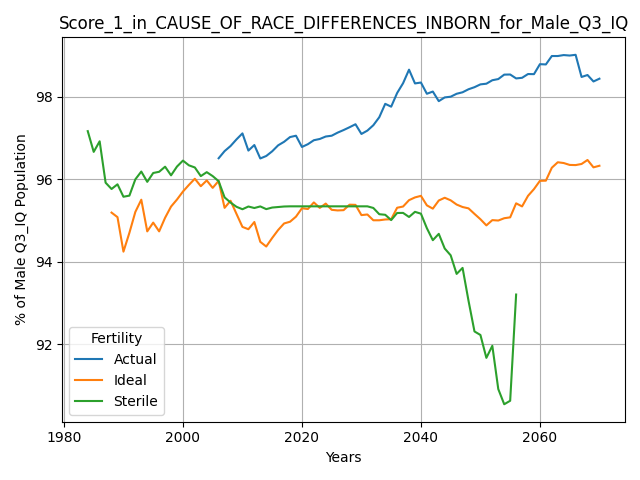 Score_1_in_CAUSE_OF_RACE_DIFFERENCES_INBORN_for_Male_Q3_IQ
% of Male Q3_IQ Population
98
96
94
92
Fertility
Actual
Ideal
Sterile
1980 2000 2020 2040 2060
Years